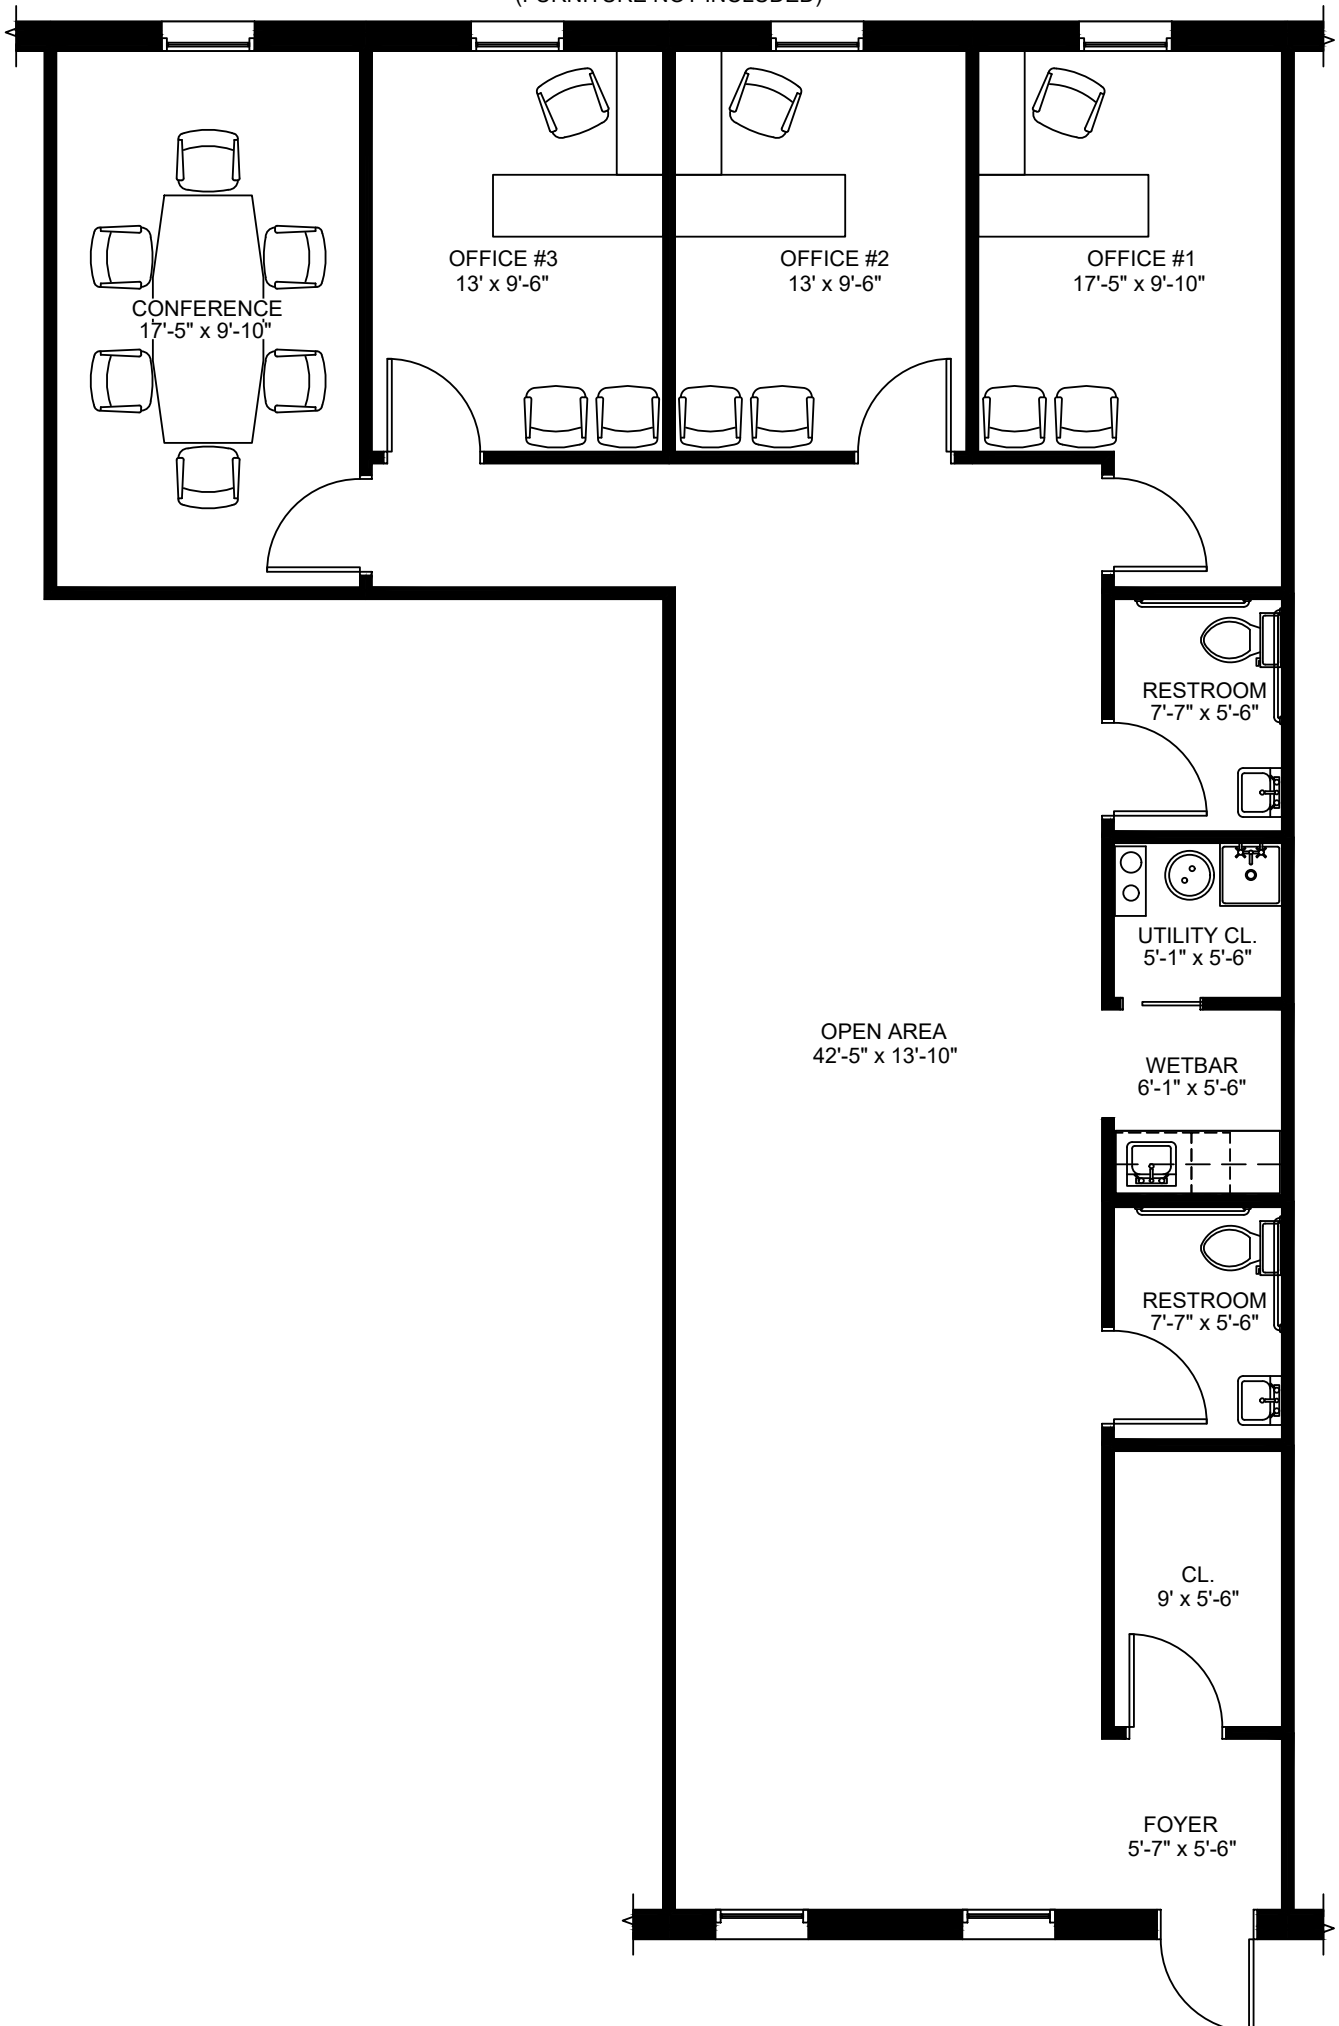 (FURNITURE NOT INCLUDED)
OFFICE #3
13' x 9'-6"
OFFICE #2
13' x 9'-6"
OFFICE #1
17'-5" x 9'-10"
CONFERENCE
17'-5" x 9'-10"
RESTROOM
7'-7" x 5'-6"
UTILITY CL.
5'-1" x 5'-6"
OPEN AREA
42'-5" x 13'-10"
WETBAR
6'-1" x 5'-6"
RESTROOM
7'-7" x 5'-6"
CL.
9' x 5'-6"
FOYER
5'-7" x 5'-6"